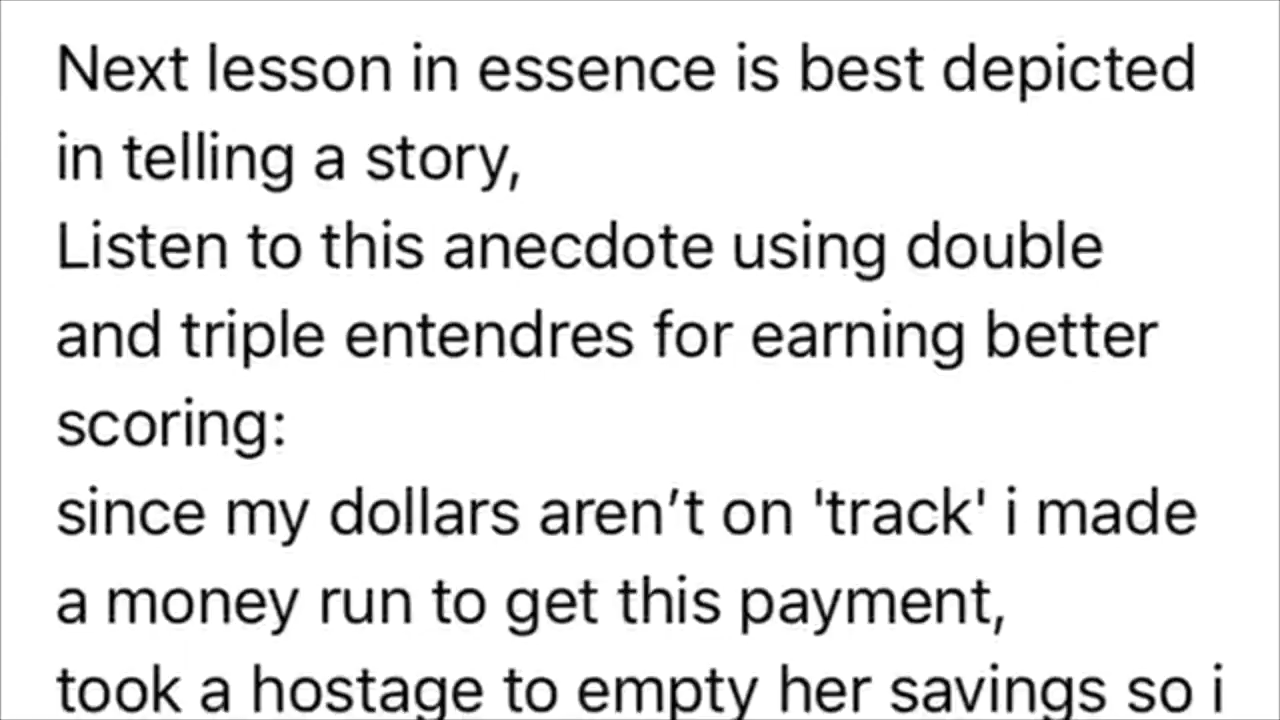 Next lesson in essence is best depicted
in telling a story,
Listen to this anecdote using double
and triple entendres for earning better
scoring:
since my dollars aren’t on 'track' i made
a money run to get this payment,
took a hostage to empty her savings so i